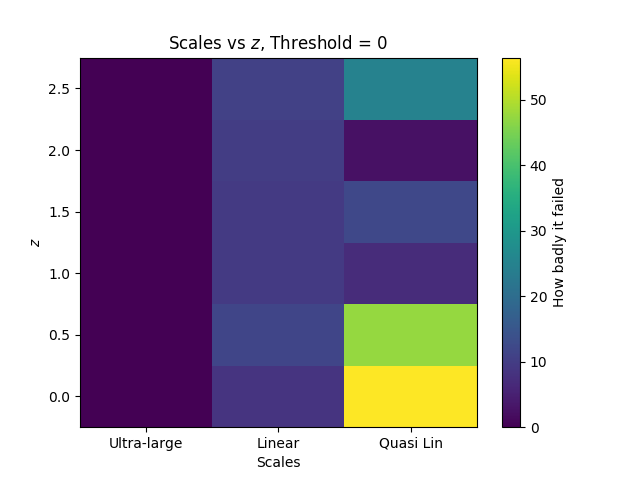 Scales vs z, Threshold = 0
2.5
2.0
1.5
1.0
0.5
0.0
z
Ultra-large
Linear
Quasi Lin
Scales
50
40
30
20
10
0
How badly it failed